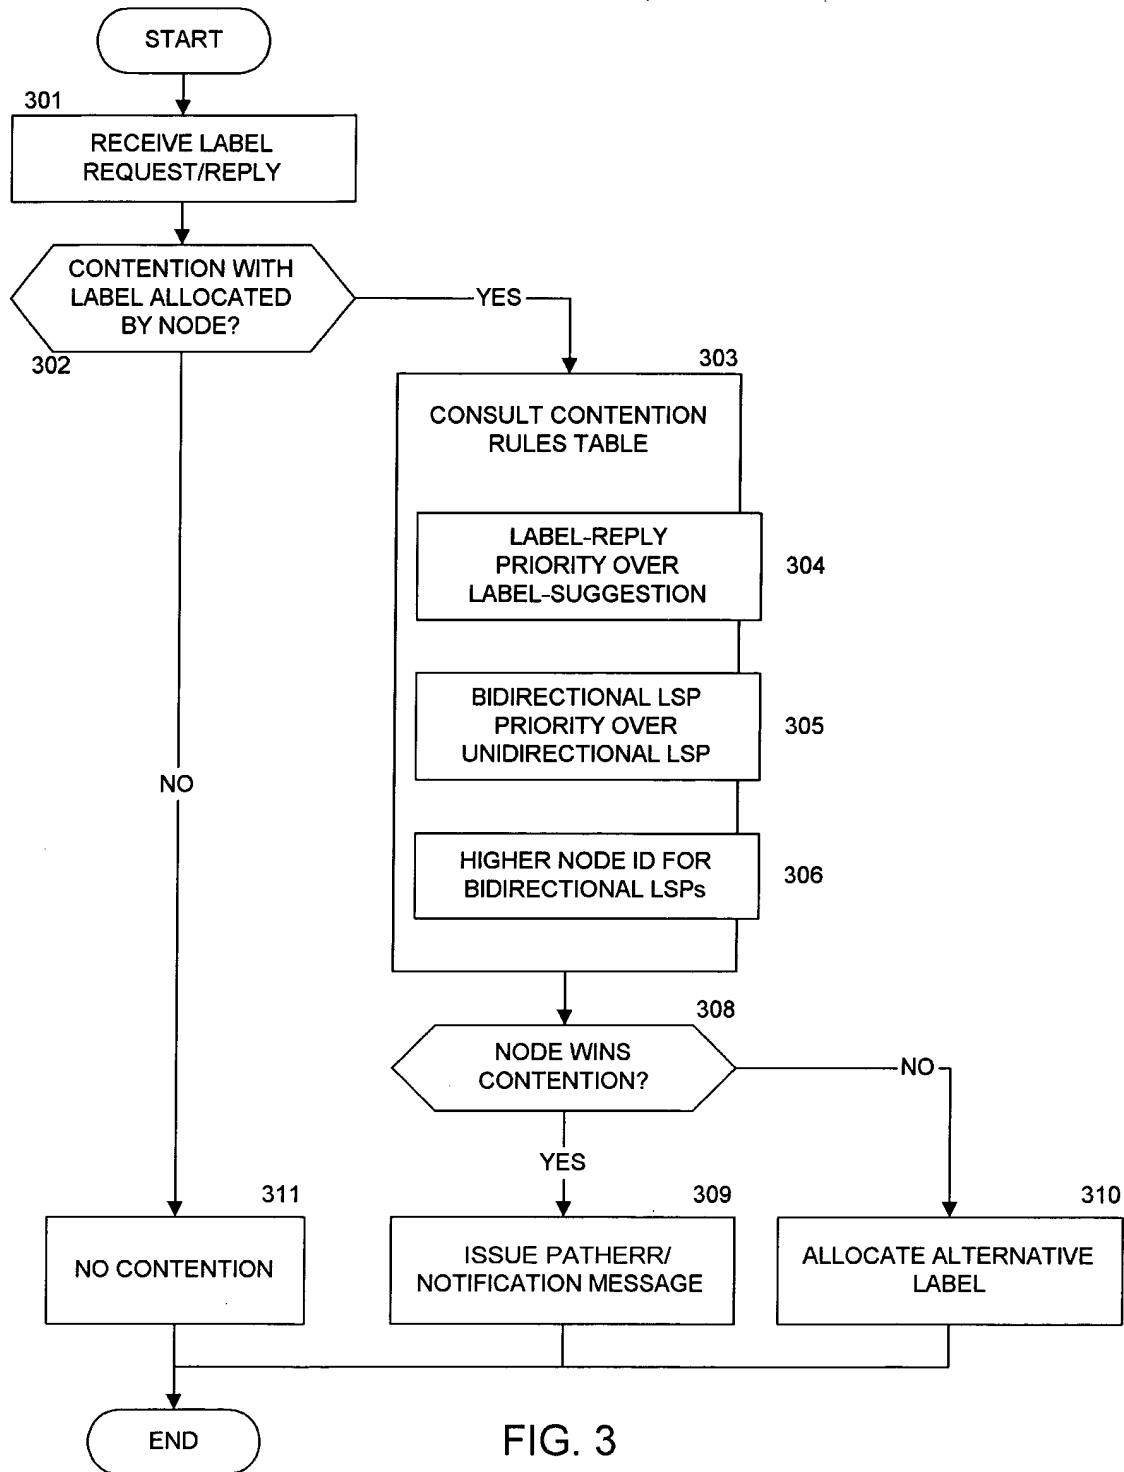 START
301
RECEIVE LABEL
REQUEST/REPLY
CONTENTION WITH
LABEL ALLOCATED
BY NODE?
302
YES
303
CONSULT CONTENTION
RULES TABLE
LABEL-REPLY
PRIORITY OVER
LABEL-SUGGESTION
304
BIDIRECTIONAL LSP
PRIORITY OVER
UNIDIRECTIONAL LSP
305
NO
HIGHER NODE ID FOR
BIDIRECTIONAL LSPs
306
308
NODE WINS
CONTENTION?
NO
YES
311
NO CONTENTION
309
ISSUE PATHERR/
NOTIFICATION MESSAGE
310
ALLOCATE ALTERNATIVE
LABEL
END
FIG. 3